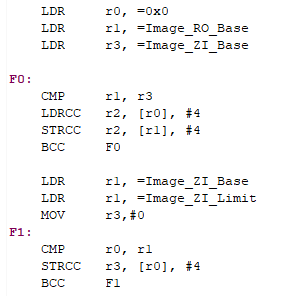 LDR r0, =0x0
LDR r1, =Image_RO_Base
LDR r3, =Image_ZI_Base
F0:
CMP r1, r3
LDRCC r2, [r0], #4
STRCC r2, [r1], #4
BCC F0
LDR r1, =Image_ZI_Base
LDR r1, =Image_ZI_Limit
MOV r3,#0
F1:
CMP r0, r1
STRCC r3, [r0], #4
BCC F1